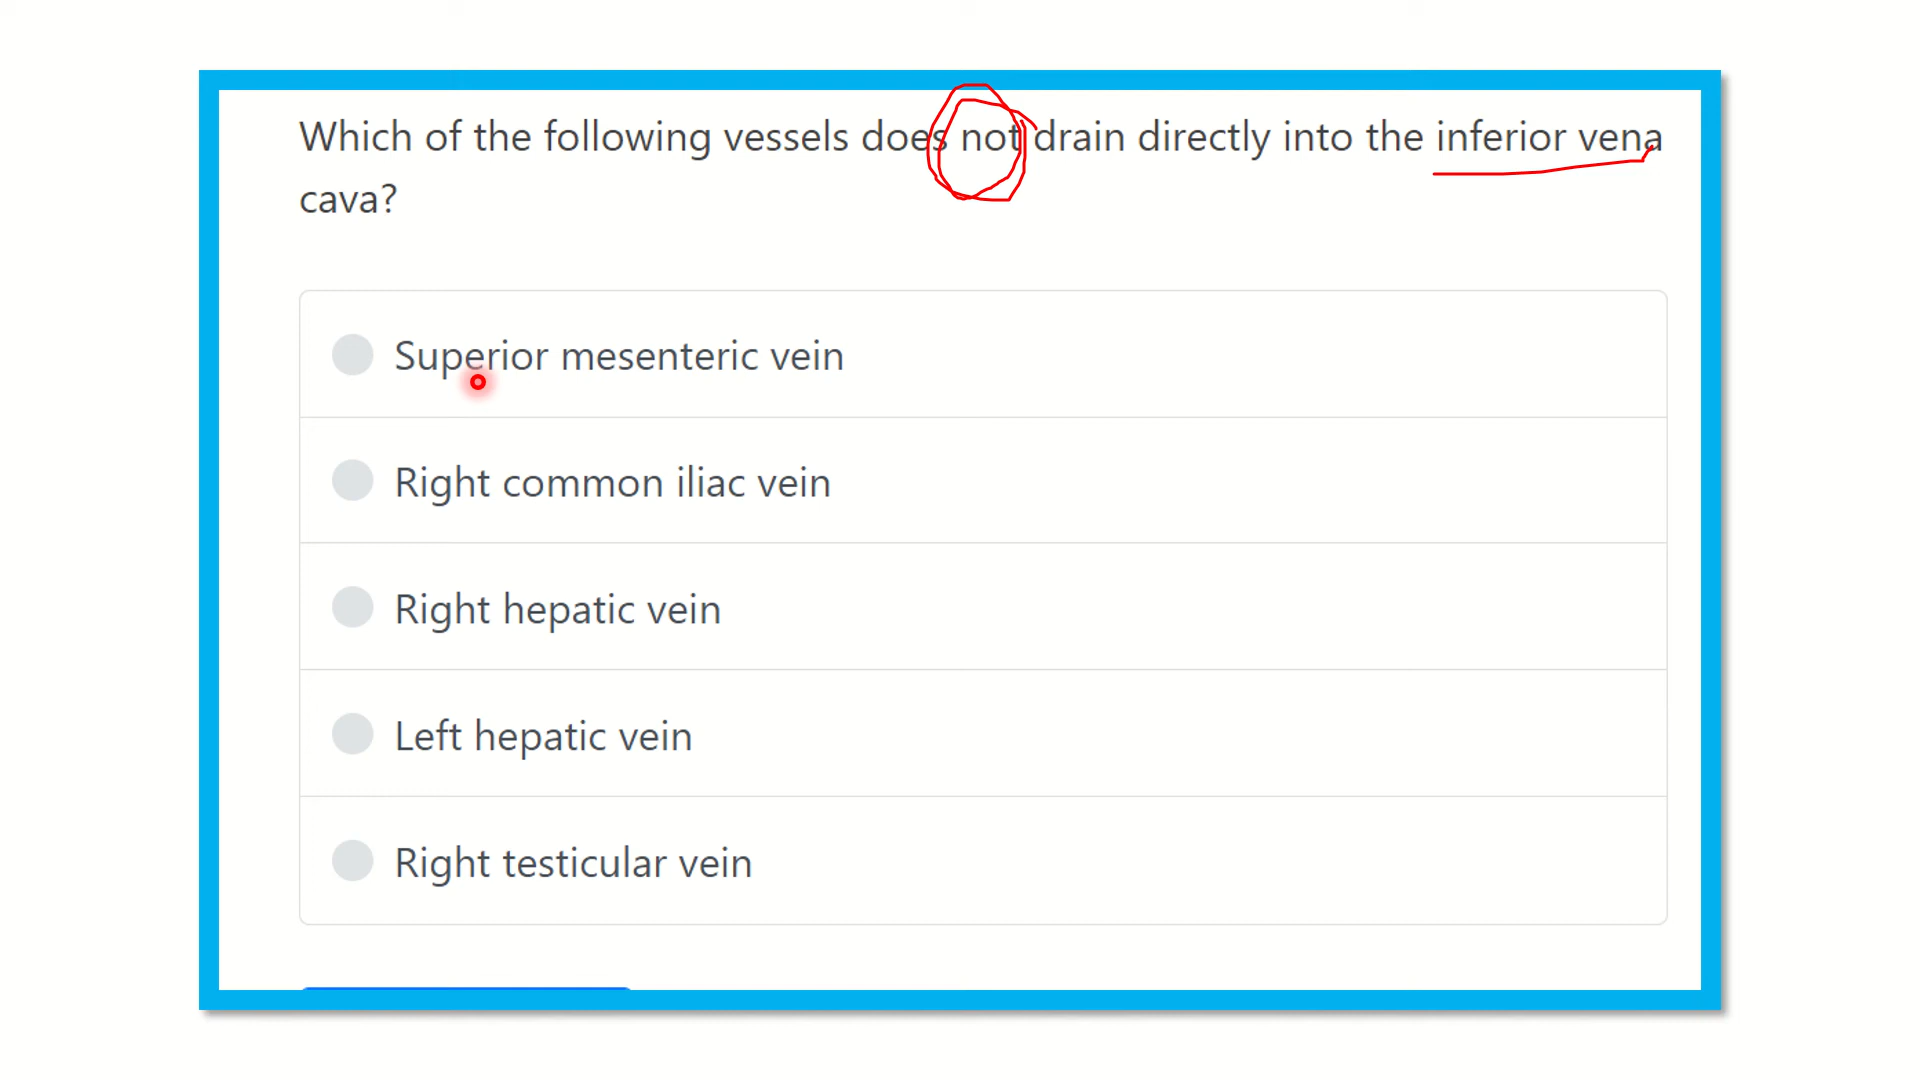 Which of the following vessels does not drain directly into the inferior vena
cava?
Superior mesenteric vein
Right common iliac vein
Right hepatic vein
Left hepatic vein
Right testicular vein